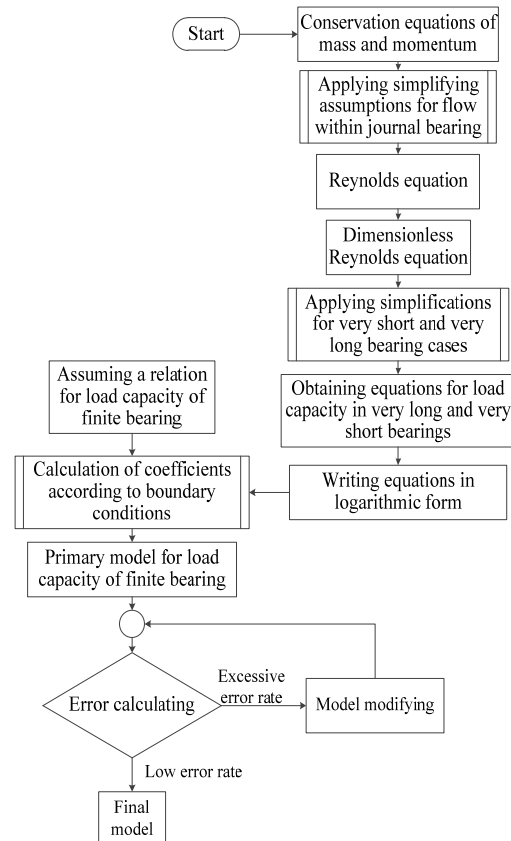 Start
Conservation equations of
mass and momentum
Applying simplifying
assumptions for flow
within journal bearing
Reynolds equation
Dimensionless
Reynolds equation
Applying simplifications
for very short and very
long bearing cases
Obtaining equations for load
capacity in very long and very
short bearings
Writing equations in
logarithmic form
Assuming a relation
for load capacity of
finite bearing
Calculation of coefficients
according to boundary
conditions
Primary model for load
capacity of finite bearing
Error calculating
Excessive
error rate
Model modifying
Low error rate
Final
model